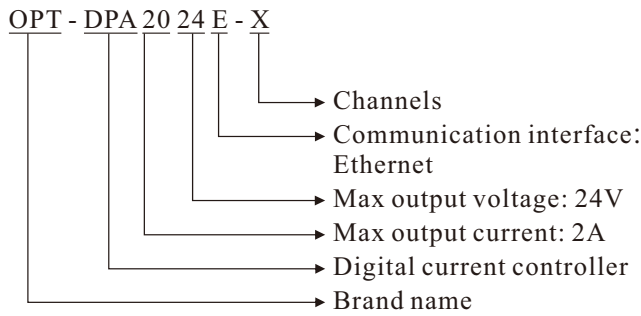 OPT - DPA 20 24 E - X
Channels
Communication interface:
Ethernet
Max output voltage: 24V
Max output current: 2A
Digital current controller
Brand name